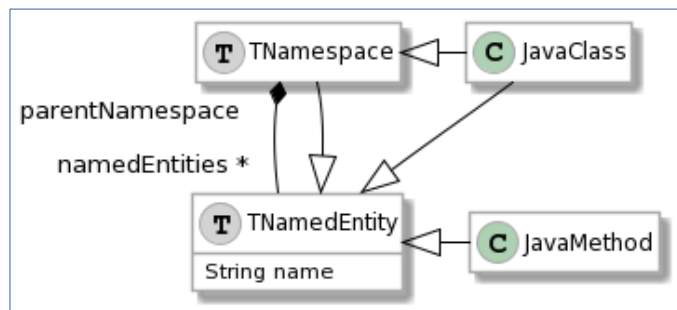 T TNamespace
C JavaClass
parentNamespace
namedEntities *
T TNamedEntity
String name
C JavaMethod